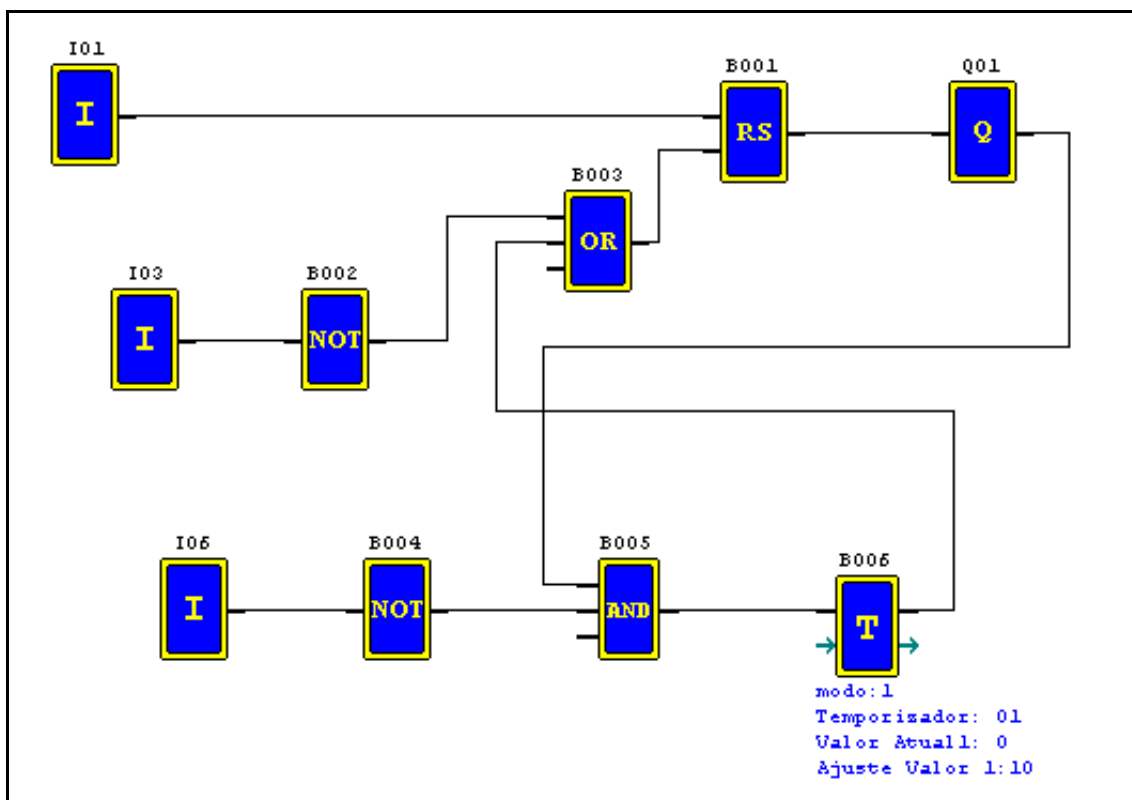 I01
I
B001
RS
Q01
Q
B003
OR
I03
I
B002
NOT
I05
I
B004
NOT
B005
AND
B006
T
modo:1
Temporizador: 01
Valor Atual1: 0
Ajuste Valor 1:10